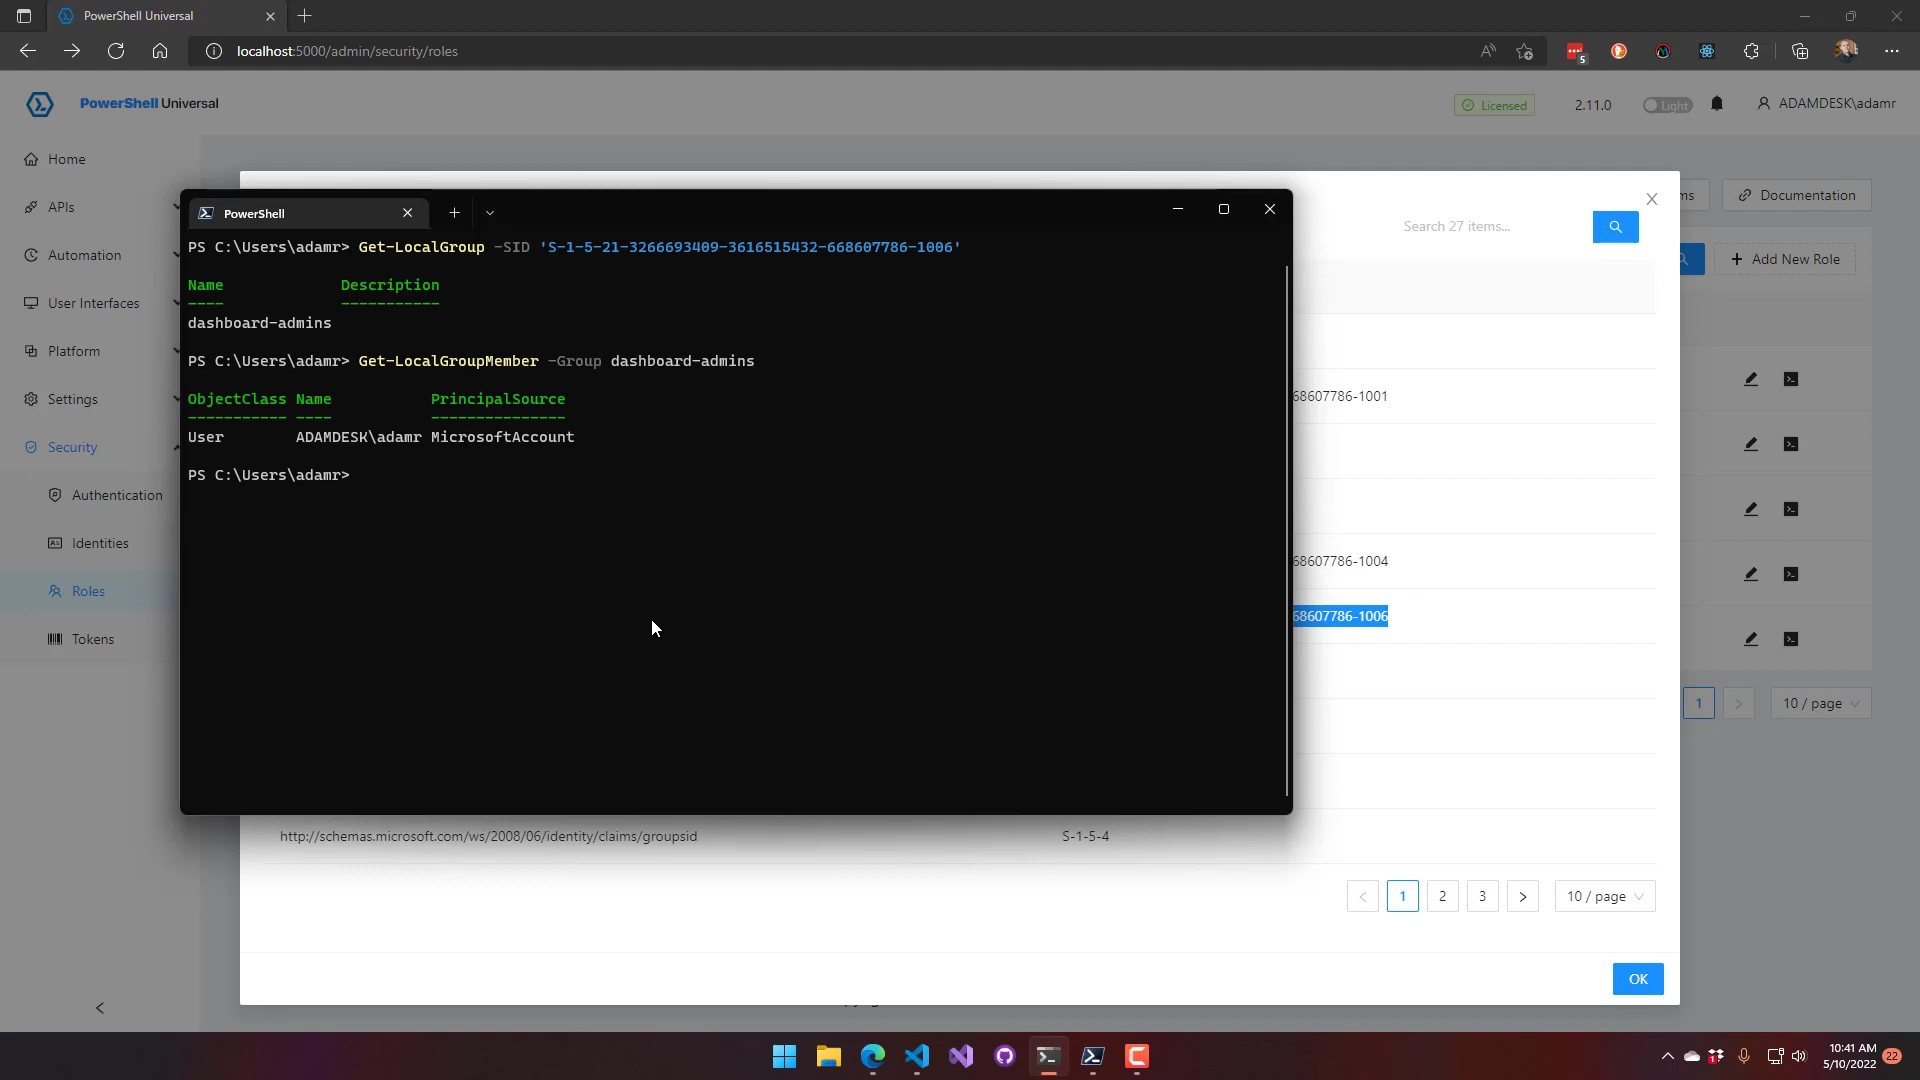 PowerShell Universal
localhost:5000/admin/security/roles
5
PowerShell Universal
Licensed
2.11.0
Light
ADAMDESK\adamr
Home
APIs
Automation
User Interfaces
Platform
Settings
Security
Authentication
Identities
Roles
Tokens
Documentation
Search 27 items...
Add New Role
PowerShell
PS C:\Users\adamr> Get-LocalGroup -SID 'S-1-5-21-3266693409-3616515432-668607786-1006'
Name Description
---- -----------
dashboard-admins
PS C:\Users\adamr> Get-LocalGroupMember -Group dashboard-admins
ObjectClass Name PrincipalSource
----------- ---- ---------------
User ADAMDESK\adamr MicrosoftAccount
PS C:\Users\adamr>
68607786-1001
68607786-1004
68607786-1006
http://schemas.microsoft.com/ws/2008/06/identity/claims/groupsid S-1-5-4
1 10 / page
1 2 3 10 / page
OK
10:41 AM
5/10/2022
22